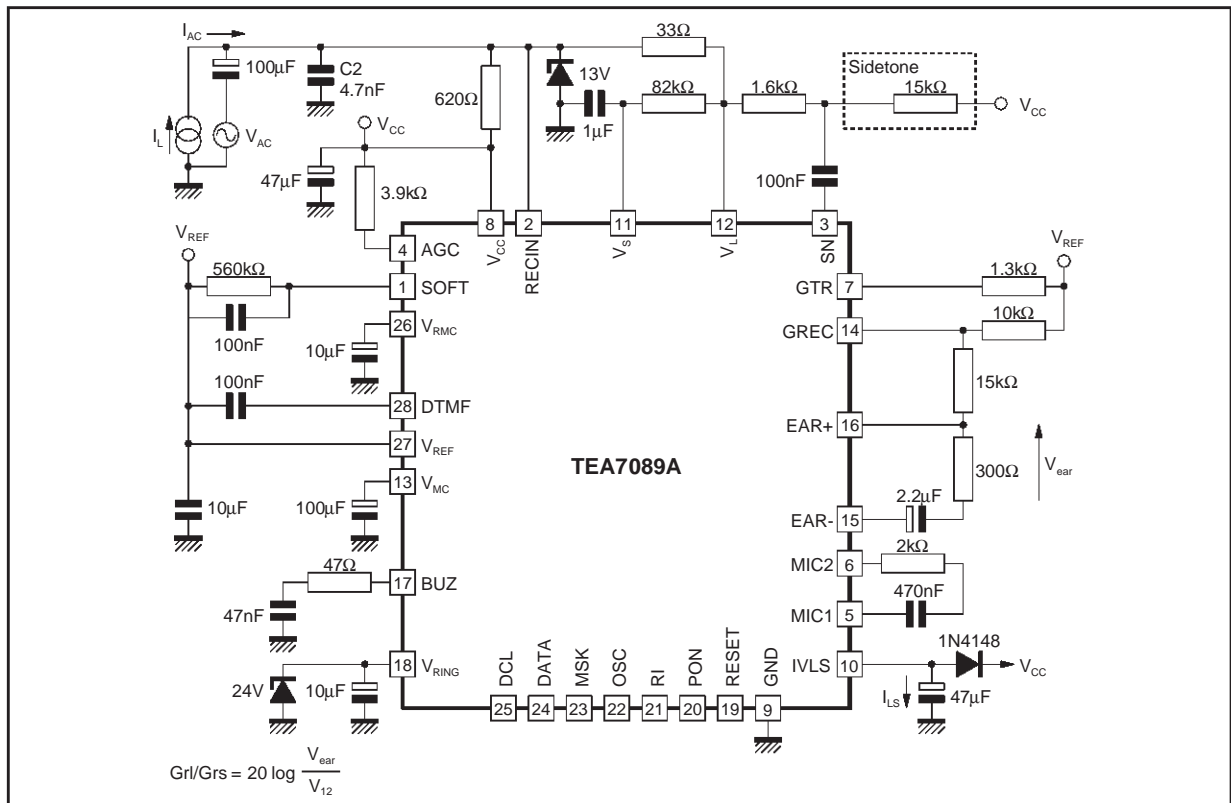 I_AC
33Ω
100μF
C2
4.7nF
13V
Sidetone
620Ω
82kΩ
1.6kΩ
15kΩ
V_CC
I_L
V_AC
V_CC
1μF
47μF
3.9kΩ
100nF
8
2
11
12
3
V_REF
4
AGC
V_CC
RECIN
V_S
V_L
SN
V_REF
560kΩ
1.3kΩ
1
SOFT
GTR
7
100nF
26
V_RMC
GREC
14
10kΩ
10μF
100nF
15kΩ
28
DTMF
EAR+
16
27
V_REF
TEA7089A
300Ω
V_ear
13
V_MC
10μF
100μF
2.2μF
EAR-
15
2kΩ
47Ω
MIC2
6
17
BUZ
470nF
47nF
MIC1
5
1N4148
18
V_RING
IVLS
10
V_CC
24V
10μF
DCL
DATA
MSK
OSC
RI
PON
RESET
GND
I_LS
47μF
25
24
23
22
21
20
19
9
Grl/Grs = 20 log V_ear / V_12